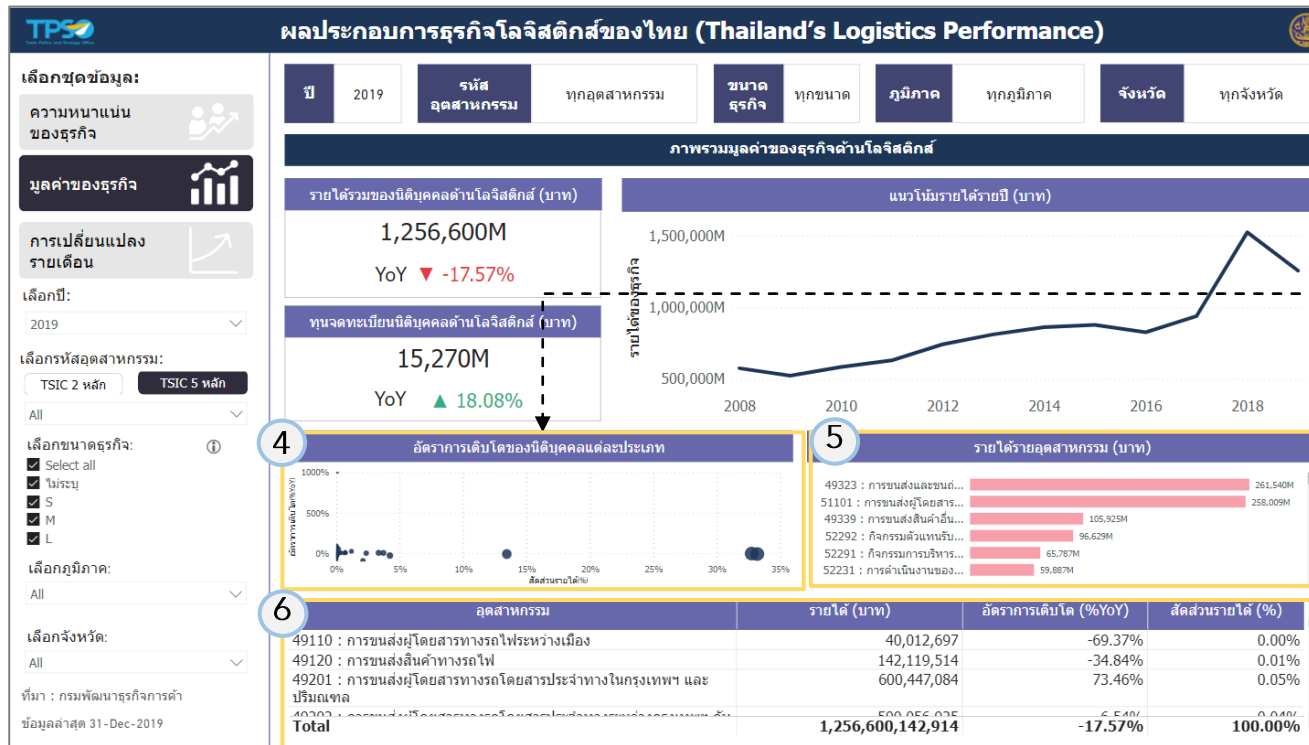 TPSO
Trade Policy and Strategy Office
ผลประกอบการธุรกิจโลจิสติกส์ของไทย (Thailand’s Logistics Performance)
เลือกชุดข้อมูล:
ความหนาแน่น
ของธุรกิจ
มูลค่าของธุรกิจ
การเปลี่ยนแปลง
รายเดือน
เลือกปี:
2019
เลือกรหัสอุตสาหกรรม:
TSIC 2 หลัก
TSIC 5 หลัก
All
เลือกขนาดธุรกิจ:
Select all
ไม่ระบุ
S
M
L
เลือกภูมิภาค:
All
เลือกจังหวัด:
All
ที่มา : กรมพัฒนาธุรกิจการค้า
ข้อมูลล่าสุด 31-Dec-2019
ปี
2019
รหัส
อุตสาหกรรม
ทุกอุตสาหกรรม
ขนาด
ธุรกิจ
ทุกขนาด
ภูมิภาค
ทุกภูมิภาค
จังหวัด
ทุกจังหวัด
ภาพรวมมูลค่าของธุรกิจด้านโลจิสติกส์
รายได้รวมของนิติบุคคลด้านโลจิสติกส์ (บาท)
1,256,600M
YoY ▼ -17.57%
ทุนจดทะเบียนนิติบุคคลด้านโลจิสติกส์ (บาท)
15,270M
YoY ▲ 18.08%
แนวโน้มรายได้รายปี (บาท)
รายได้ของธุรกิจ
1,500,000M
1,000,000M
500,000M
2008 2010 2012 2014 2016 2018
4
อัตราการเติบโตของนิติบุคคลแต่ละประเภท
อัตราการเติบโต(%YoY)
1000%
500%
0%
0% 5% 10% 15% 20% 25% 30% 35%
สัดส่วนรายได้(%)
5
รายได้รายอุตสาหกรรม (บาท)
49323 : การขนส่งและขนถ่... 261,540M
51101 : การขนส่งผู้โดยสาร... 258,009M
49339 : การขนส่งสินค้าอื่น... 105,925M
52292 : กิจกรรมตัวแทนรับ... 96,629M
52291 : กิจกรรมการบริหาร... 65,787M
52231 : การดำเนินงานของ... 59,887M
6
อุตสาหกรรม รายได้ (บาท) อัตราการเติบโต (%YoY) สัดส่วนรายได้ (%)
49110 : การขนส่งผู้โดยสารทางรถไฟระหว่างเมือง 40,012,697 -69.37% 0.00%
49120 : การขนส่งสินค้าทางรถไฟ 142,119,514 -34.84% 0.01%
49201 : การขนส่งผู้โดยสารทางรถโดยสารประจำทางในกรุงเทพฯ และ 600,447,084 73.46% 0.05%
ปริมณฑล
Total 1,256,600,142,914 -17.57% 100.00%